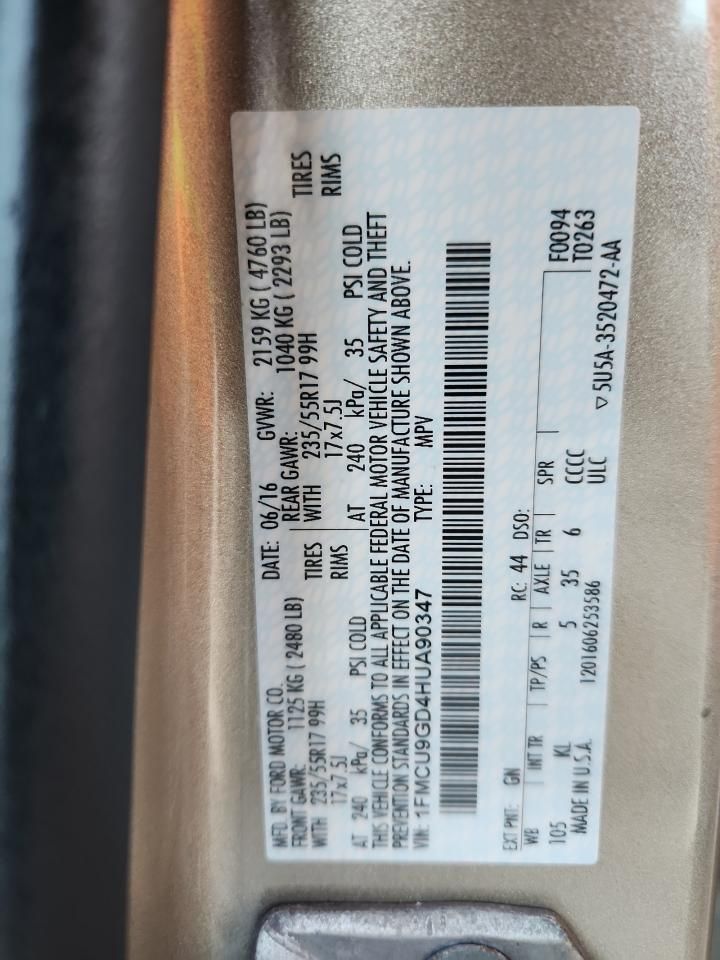 MFD. BY FORD MOTOR CO. DATE: 06/16 GVWR: 2159 KG ( 4760 LB)
FRONT GAWR: 1125 KG ( 2480 LB) REAR GAWR: 1040 KG ( 2293 LB)
WITH 235/55R17 99H TIRES WITH 235/55R17 99H TIRES
17x7.5J RIMS 17x7.5J RIMS
AT 240 kPa/ 35 PSI COLD AT 240 kPa/ 35 PSI COLD
THIS VEHICLE CONFORMS TO ALL APPLICABLE FEDERAL MOTOR VEHICLE SAFETY AND THEFT
PREVENTION STANDARDS IN EFFECT ON THE DATE OF MANUFACTURE SHOWN ABOVE.
VIN: 1FMCU9GD4HUA90347 TYPE: MPV
EXT PNT: GN RC: 44 DSO:
WB INT TR TP/PS R AXLE TR SPR F0094
105 KL 5 35 6 CCCC T0263
MADE IN U.S.A. 1201606253586 ULC ▽ 5U5A-3520472-AA